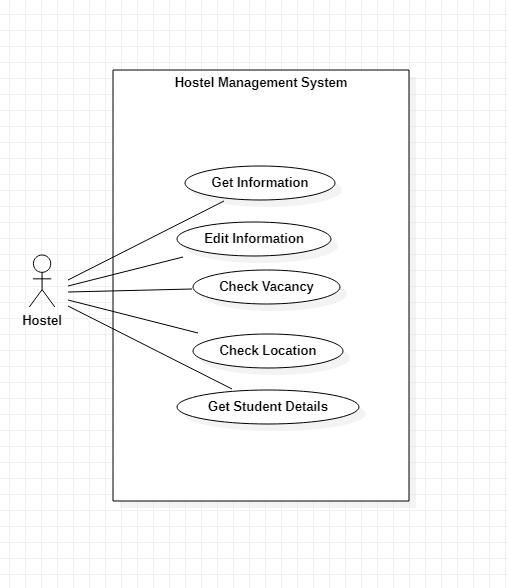 Hostel Management System
Get Information
Edit Information
Check Vacancy
Hostel
Check Location
Get Student Details